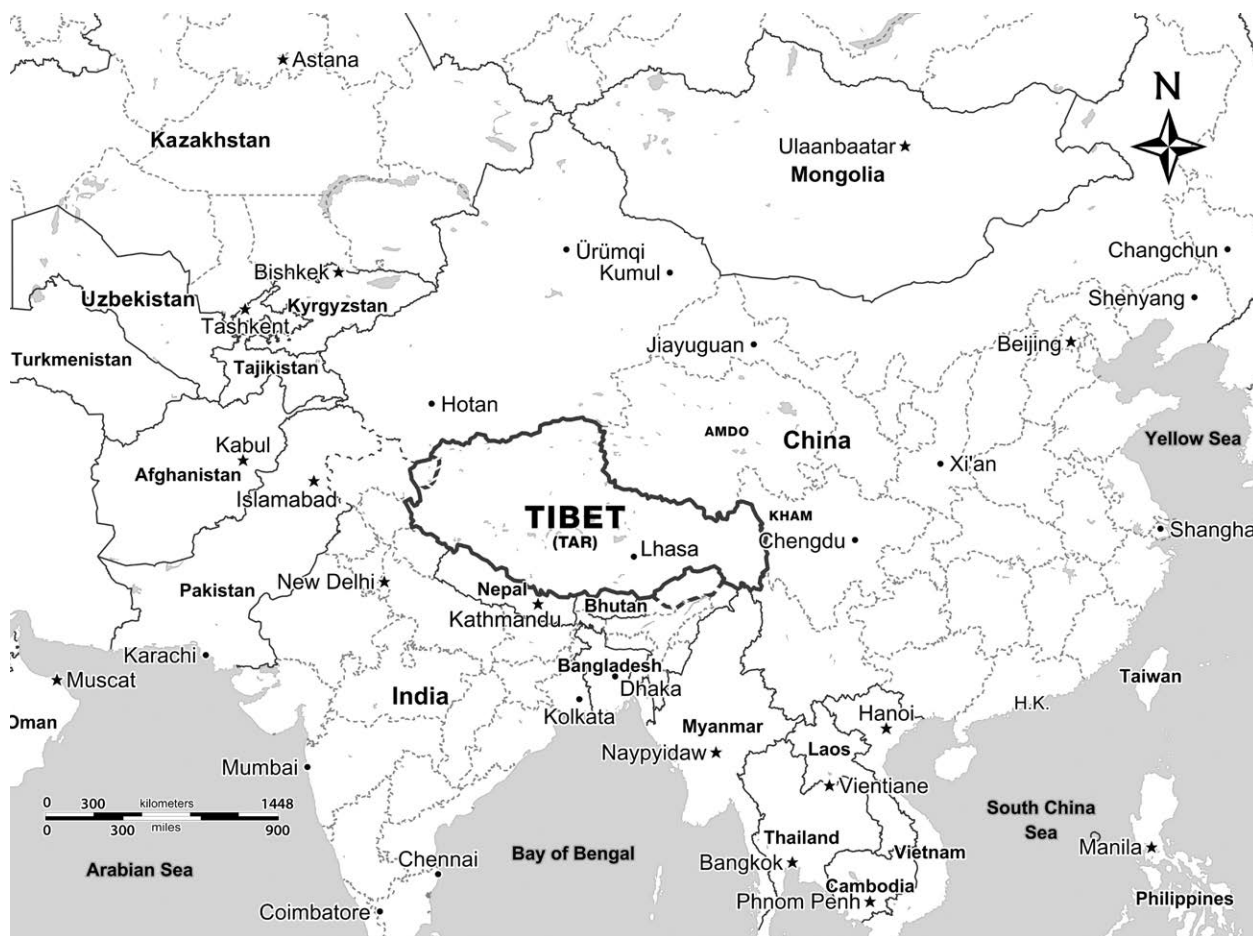 Astana
N
Kazakhstan
Ulaanbaatar
Mongolia
Ürümqi
Changchun
Bishkek
Kumul
Uzbekistan
Kyrgyzstan
Shenyang
Tashkent
Jiayuguan
Beijing
Turkmenistan
Tajikistan
Hotan
AMDO
China
Yellow Sea
Kabul
Afghanistan
Xi'an
Islamabad
TIBET
(TAR)
KHAM
Shangha
Chengdu
Lhasa
New Delhi
Pakistan
Nepal
Bhutan
Kathmandu
Karachi
Bangladesh
Muscat
Dhaka
Taiwan
India
H.K.
Oman
Kolkata
Myanmar
Hanoi
Laos
Naypyidaw
Mumbai
Vientiane
0 300 kilometers 1448
0 300 miles 900
South China
Sea
Thailand
Manila
Arabian Sea
Chennai
Bay of Bengal
Bangkok
Vietnam
Cambodia
Phnom Penh
Philippines
Coimbatore